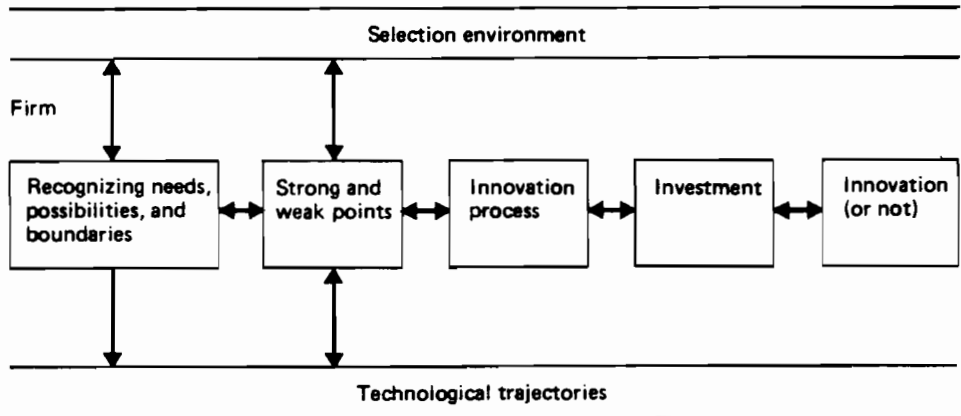 Selection environment
Firm
Recognizing needs,
possibilities, and
boundaries
Strong and
weak points
Innovation
process
Investment
Innovation
(or not)
Technological trajectories